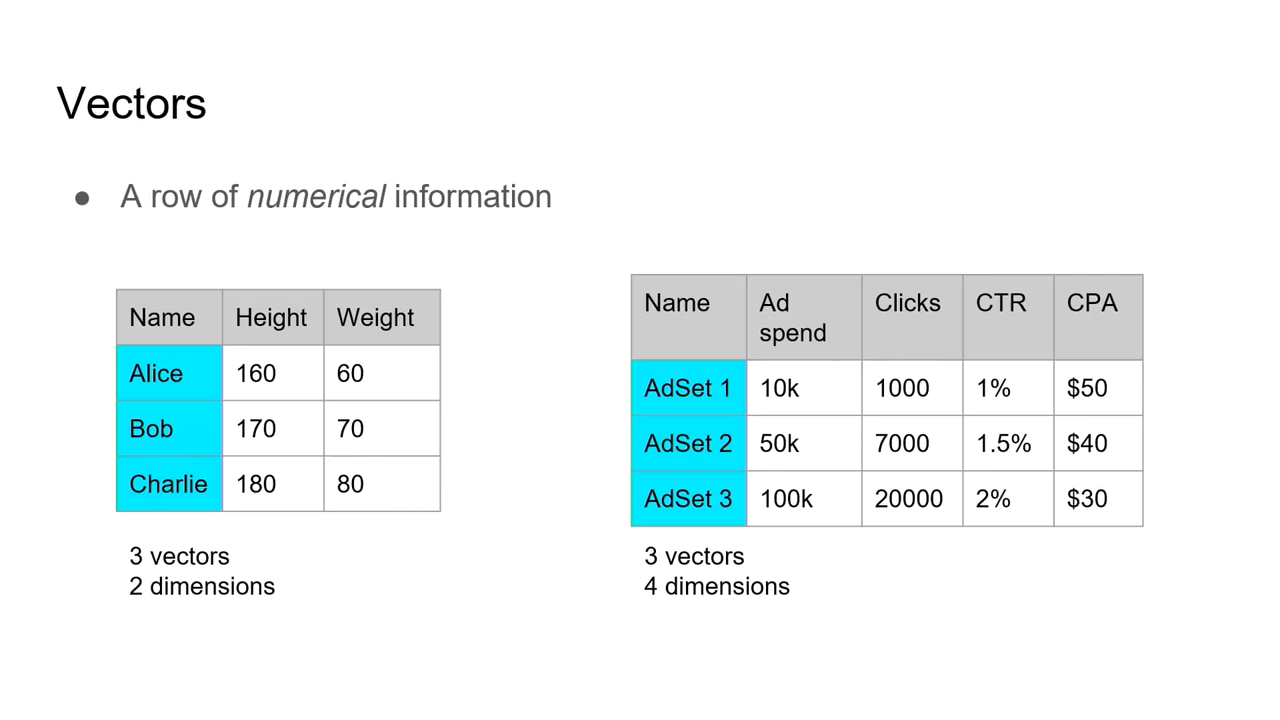 Vectors
● A row of numerical information
Name Height Weight
Alice 160 60
Bob 170 70
Charlie 180 80
3 vectors
2 dimensions
Name Ad spend Clicks CTR CPA
AdSet 1 10k 1000 1% $50
AdSet 2 50k 7000 1.5% $40
AdSet 3 100k 20000 2% $30
3 vectors
4 dimensions